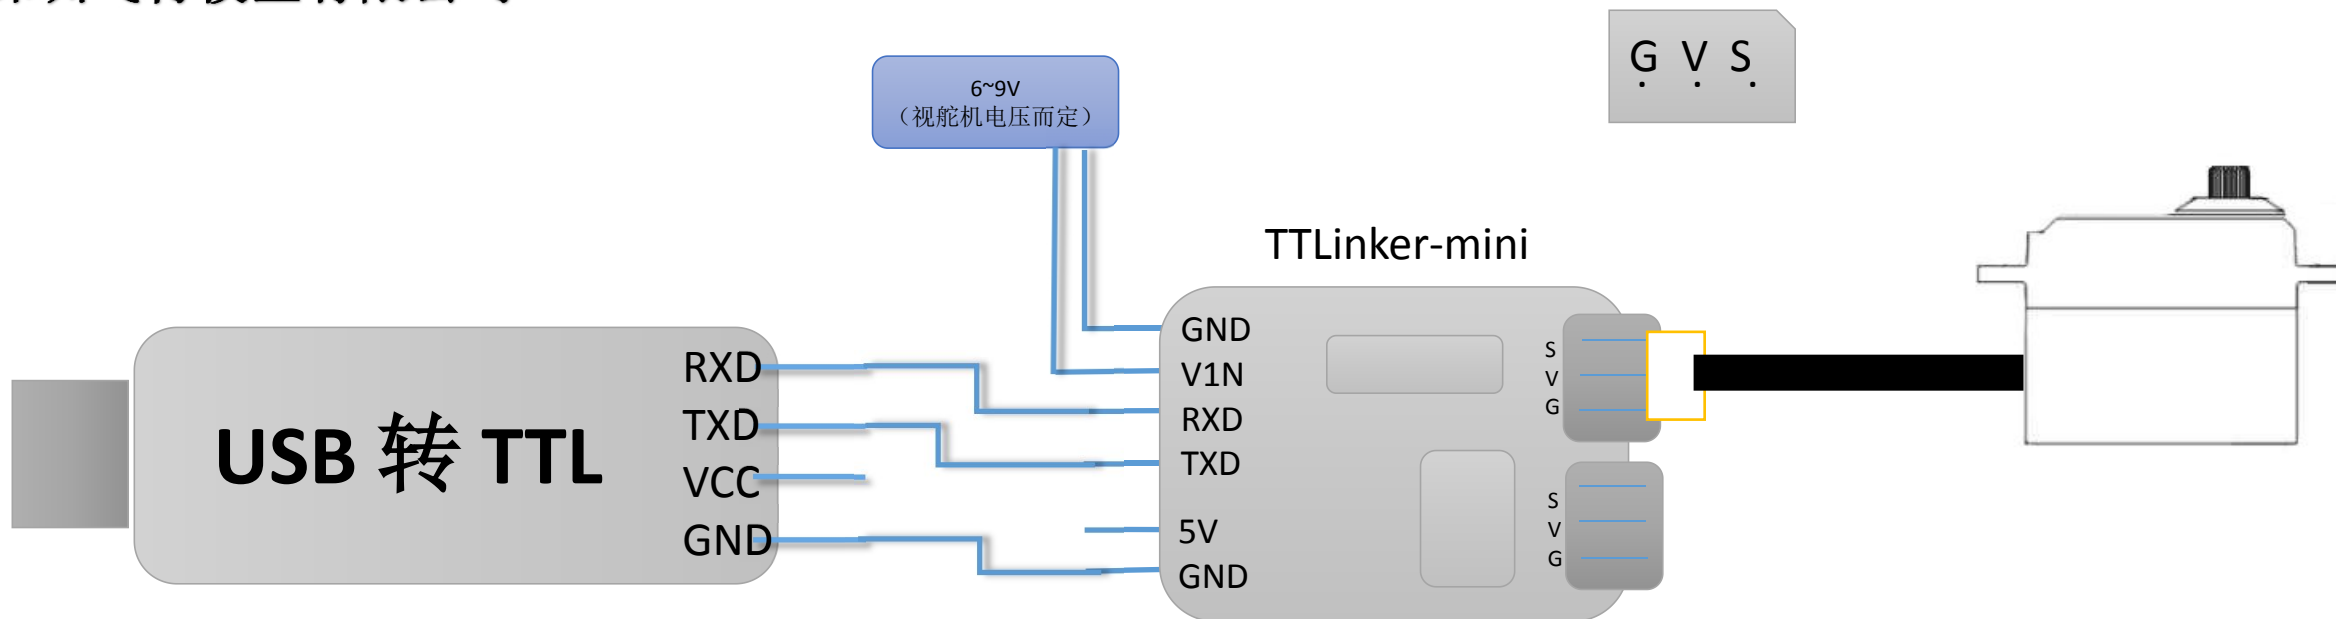 G V S
6~9V
（视舵机电压而定）
TTLinker-mini
USB 转 TTL
RXD
TXD
VCC
GND
GND
V1N
RXD
TXD
5V
GND
S
V
G
S
V
G